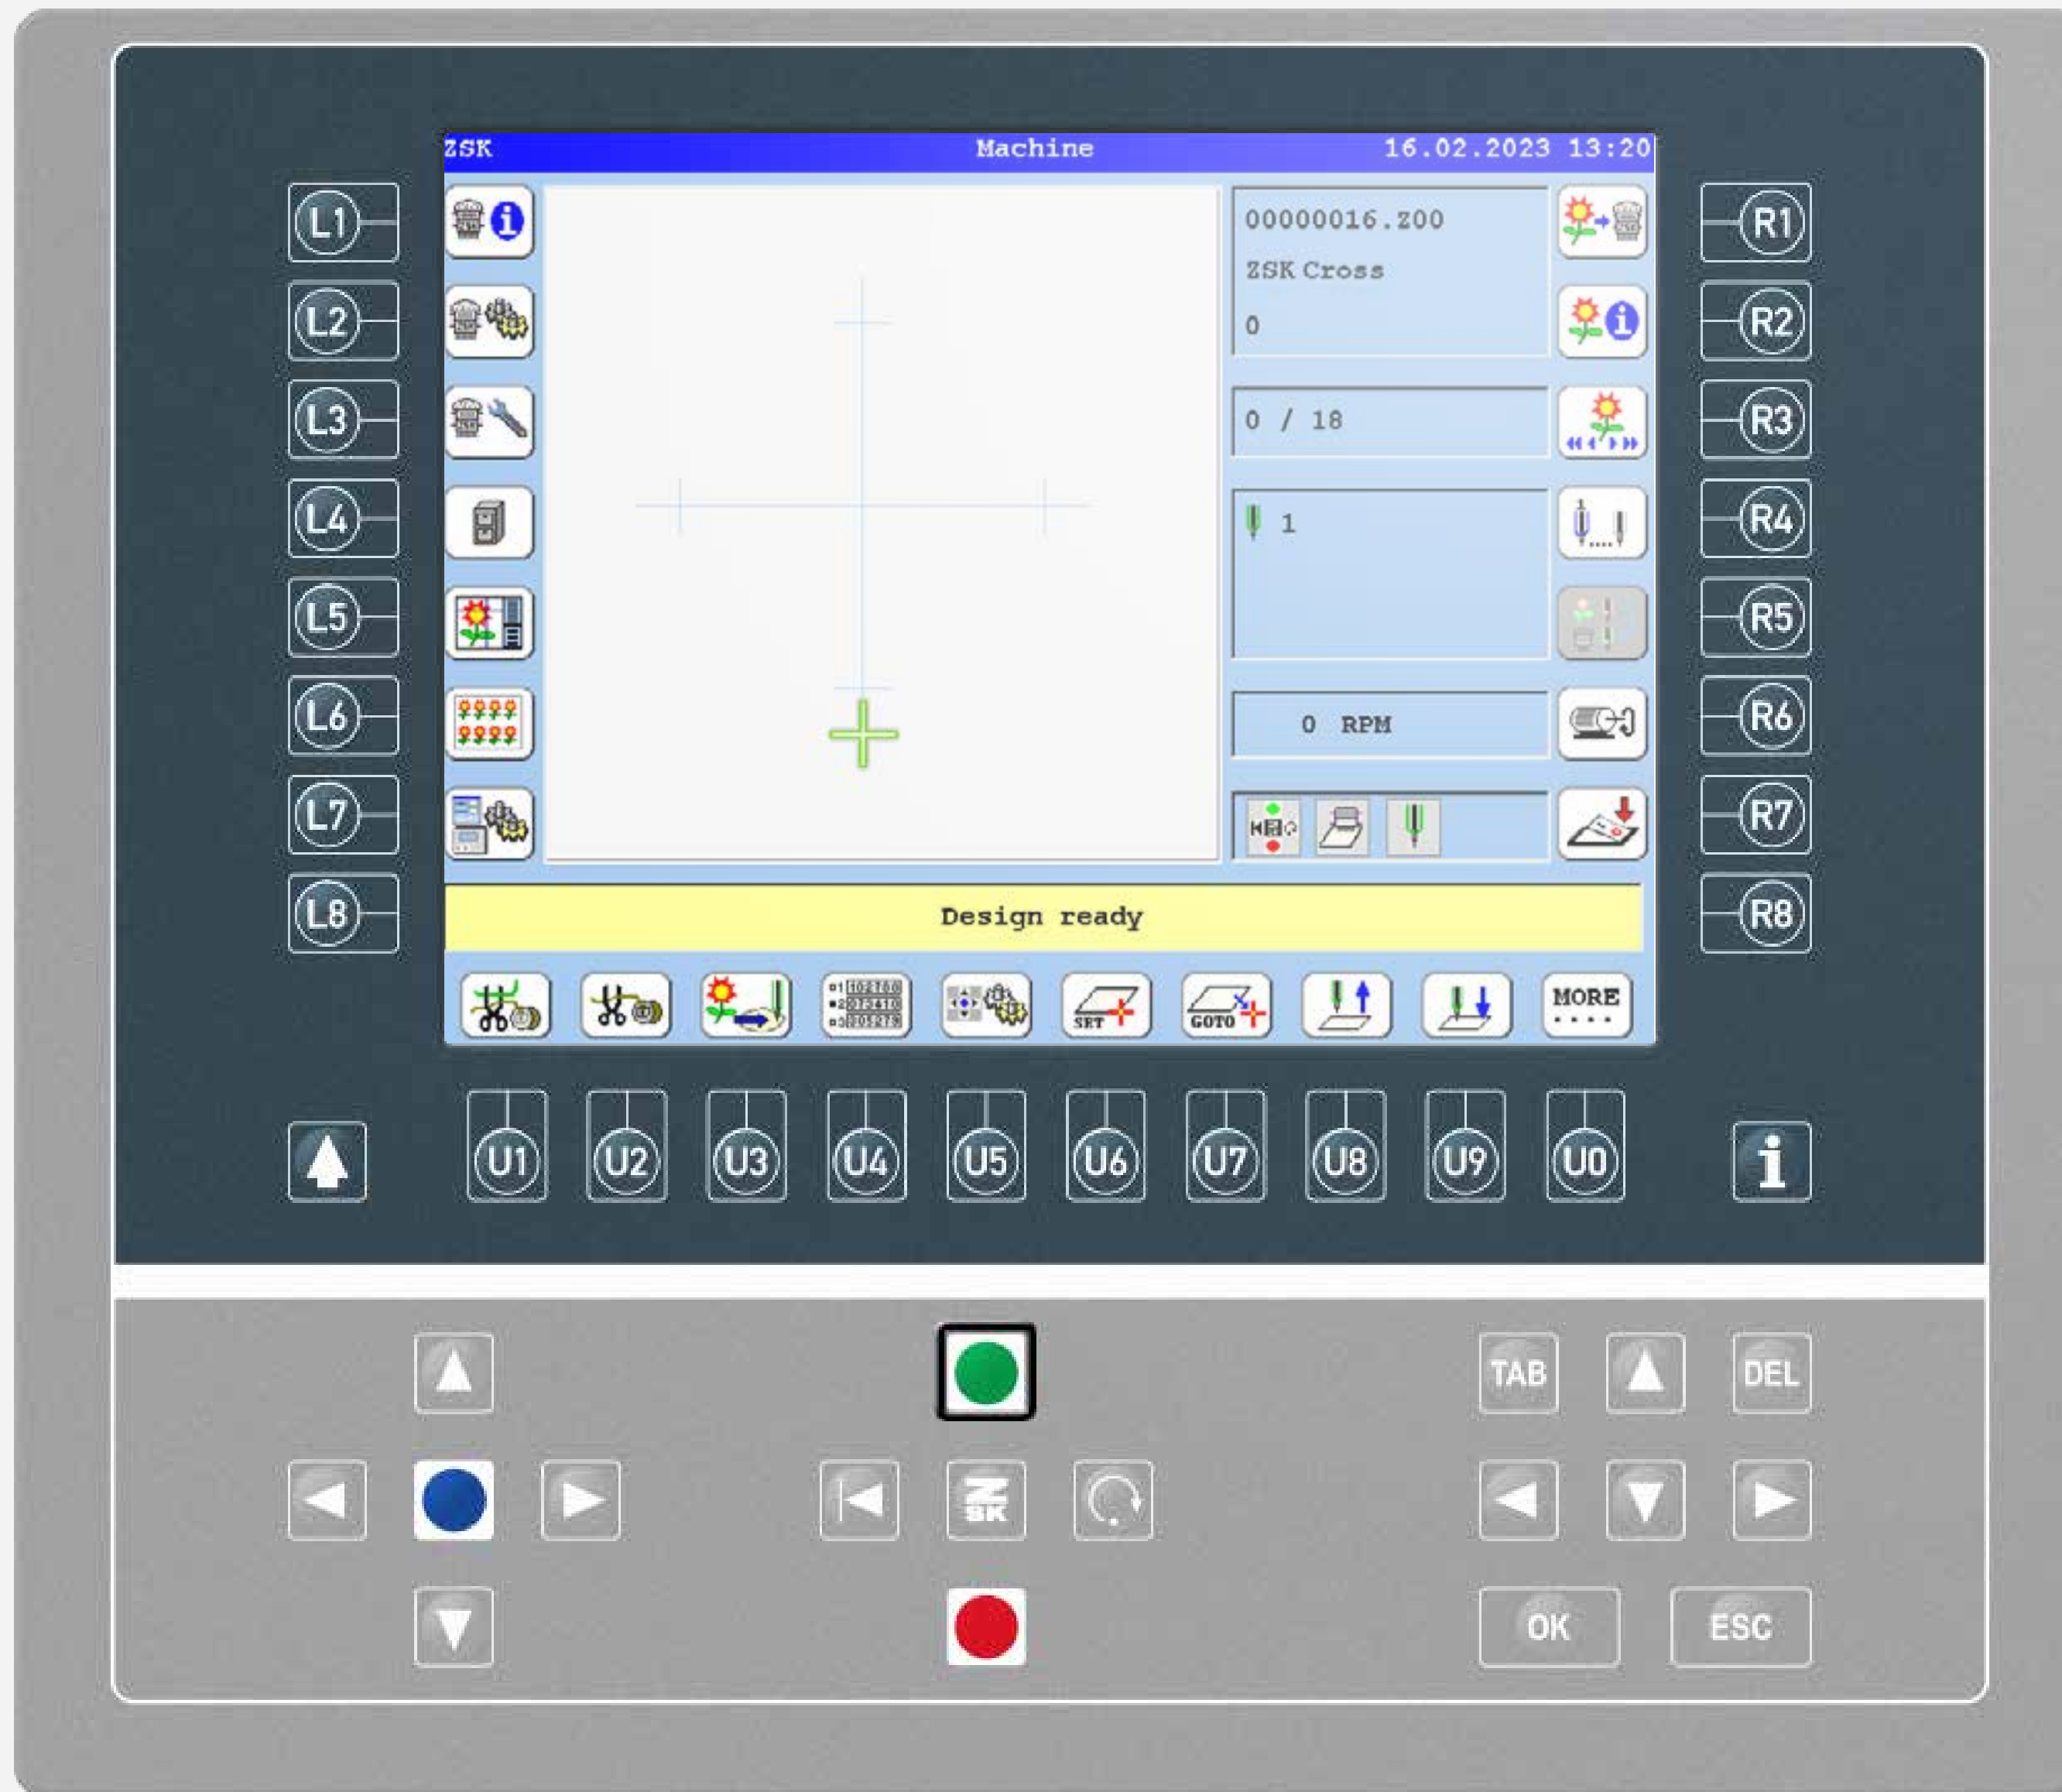 ZSK Machine 16.02.2023 13:20
L1
L2
L3
L4
L5
L6
L7
L8
00000016.Z00
ZSK Cross
0
0 / 18
1
0 RPM
R1
R2
R3
R4
R5
R6
R7
R8
Design ready
SET
GOTO
MORE
....
U1 U2 U3 U4 U5 U6 U7 U8 U9 U0
i
TAB DEL
ZSK
OK ESC